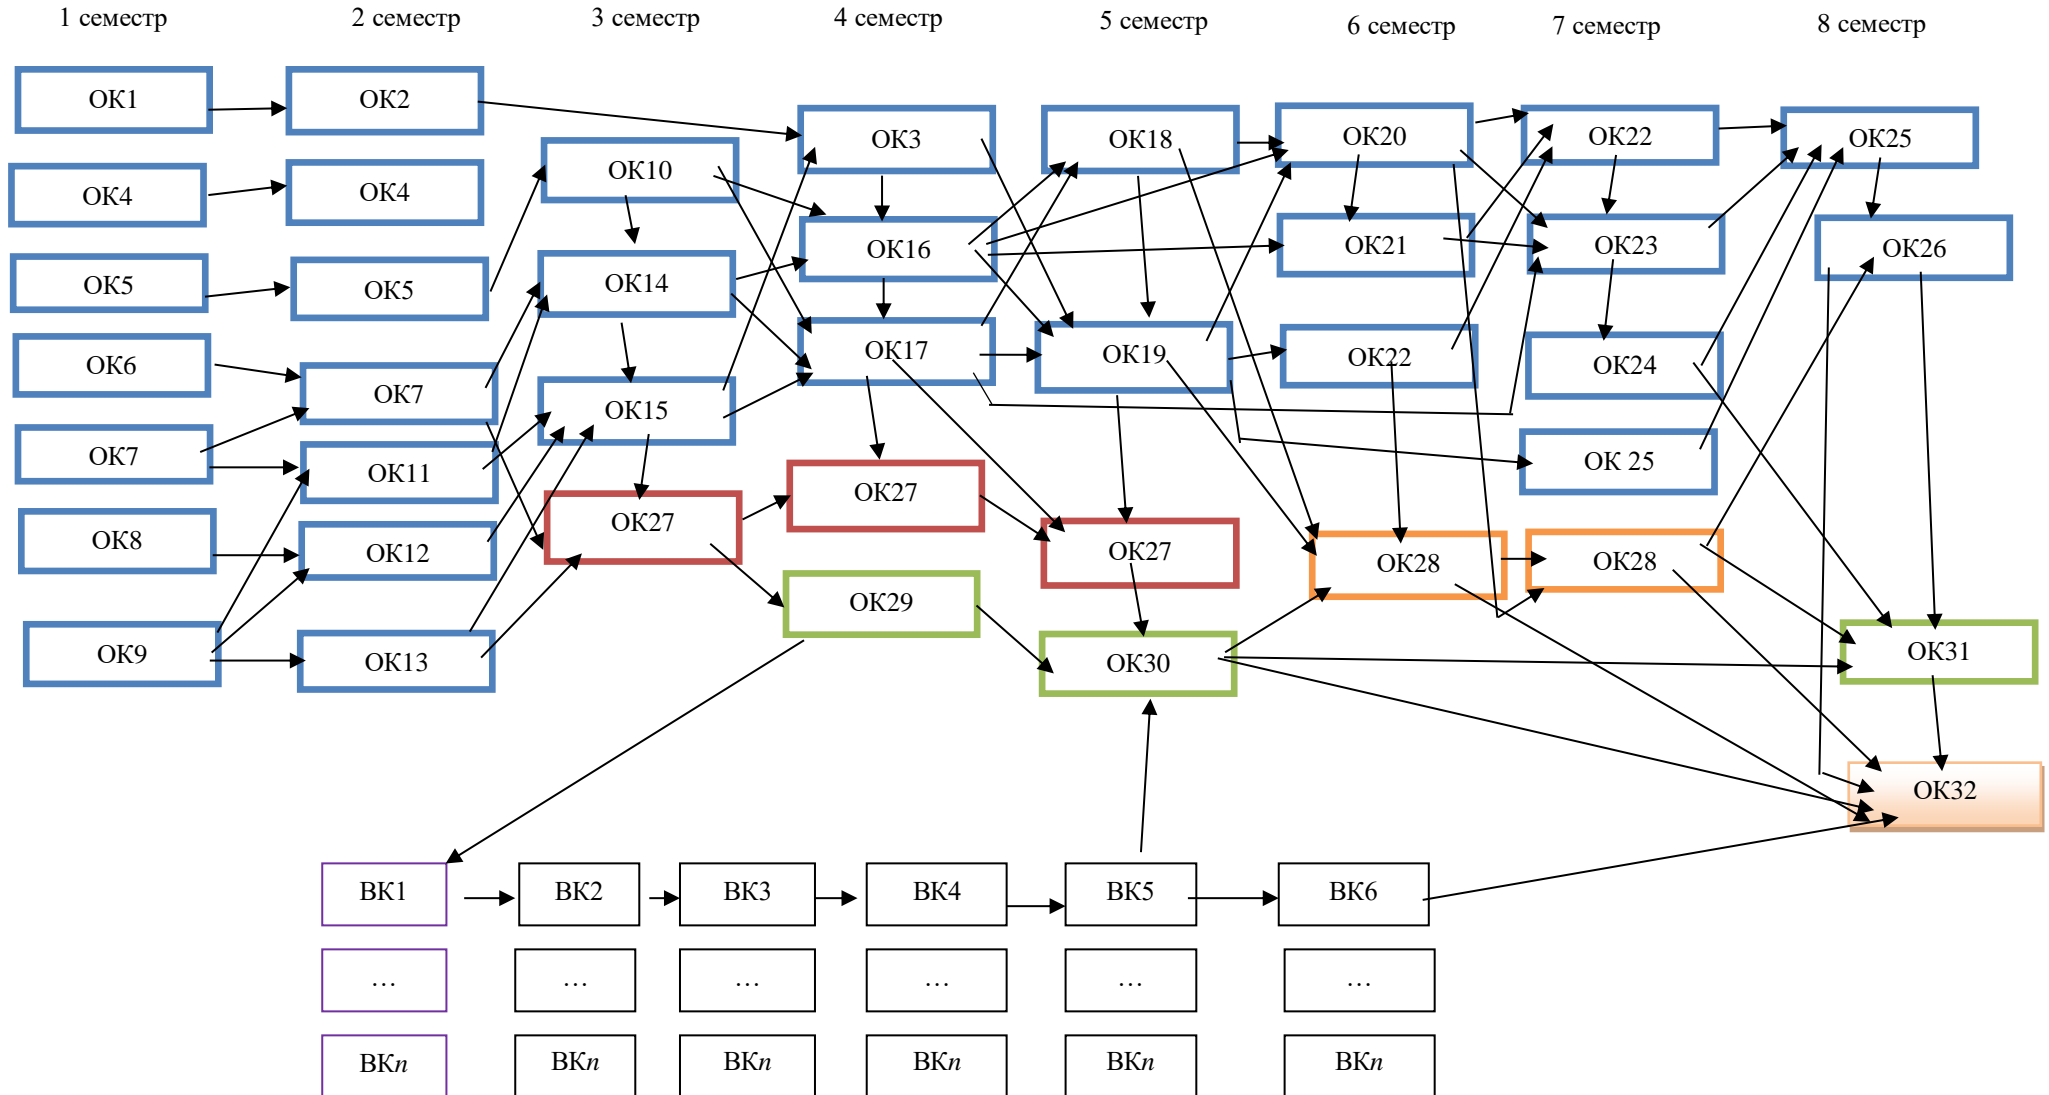 1 семестр
2 семестр
3 семестр
4 семестр
5 семестр
6 семестр
7 семестр
8 семестр
ОК1
ОК2
ОК3
ОК18
ОК20
ОК22
ОК25
ОК4
ОК4
ОК10
ОК16
ОК21
ОК23
ОК26
ОК5
ОК5
ОК14
ОК17
ОК19
ОК22
ОК24
ОК6
ОК7
ОК15
ОК7
ОК11
ОК27
ОК27
ОК27
ОК 25
ОК8
ОК12
ОК29
ОК28
ОК28
ОК9
ОК13
ОК30
ОК31
ОК32
ВК1
ВК2
ВК3
ВК4
ВК5
ВК6
…
…
…
…
…
…
ВКn
ВКn
ВКn
ВКn
ВКn
ВКn